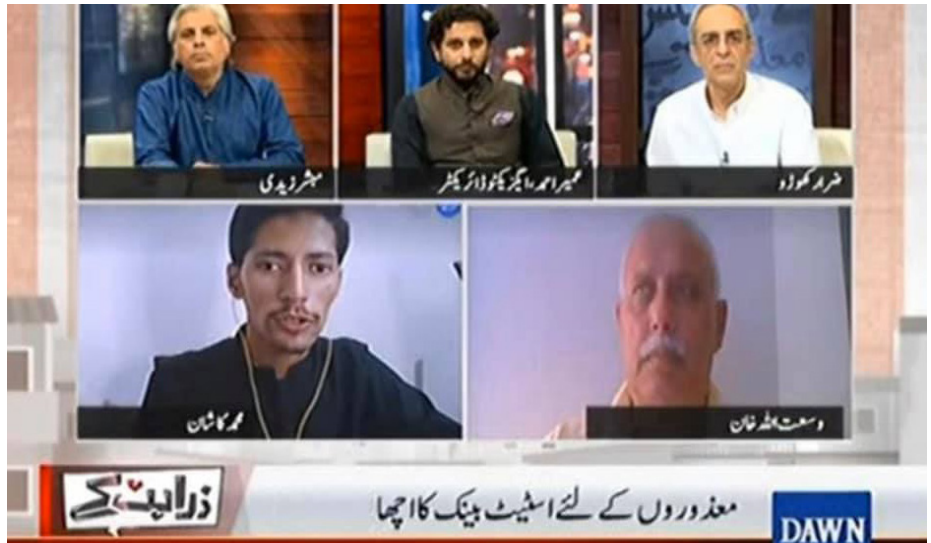 مبشر زیدی
عمیر احمد، ایگزیکٹو ڈائریکٹر
ضرار کھوڑو
محمد کاشان
وسعت اللہ خان
ذرا ہٹ کے
معذوروں کے لئے اسٹیٹ بینک کا اچھا
DAWN